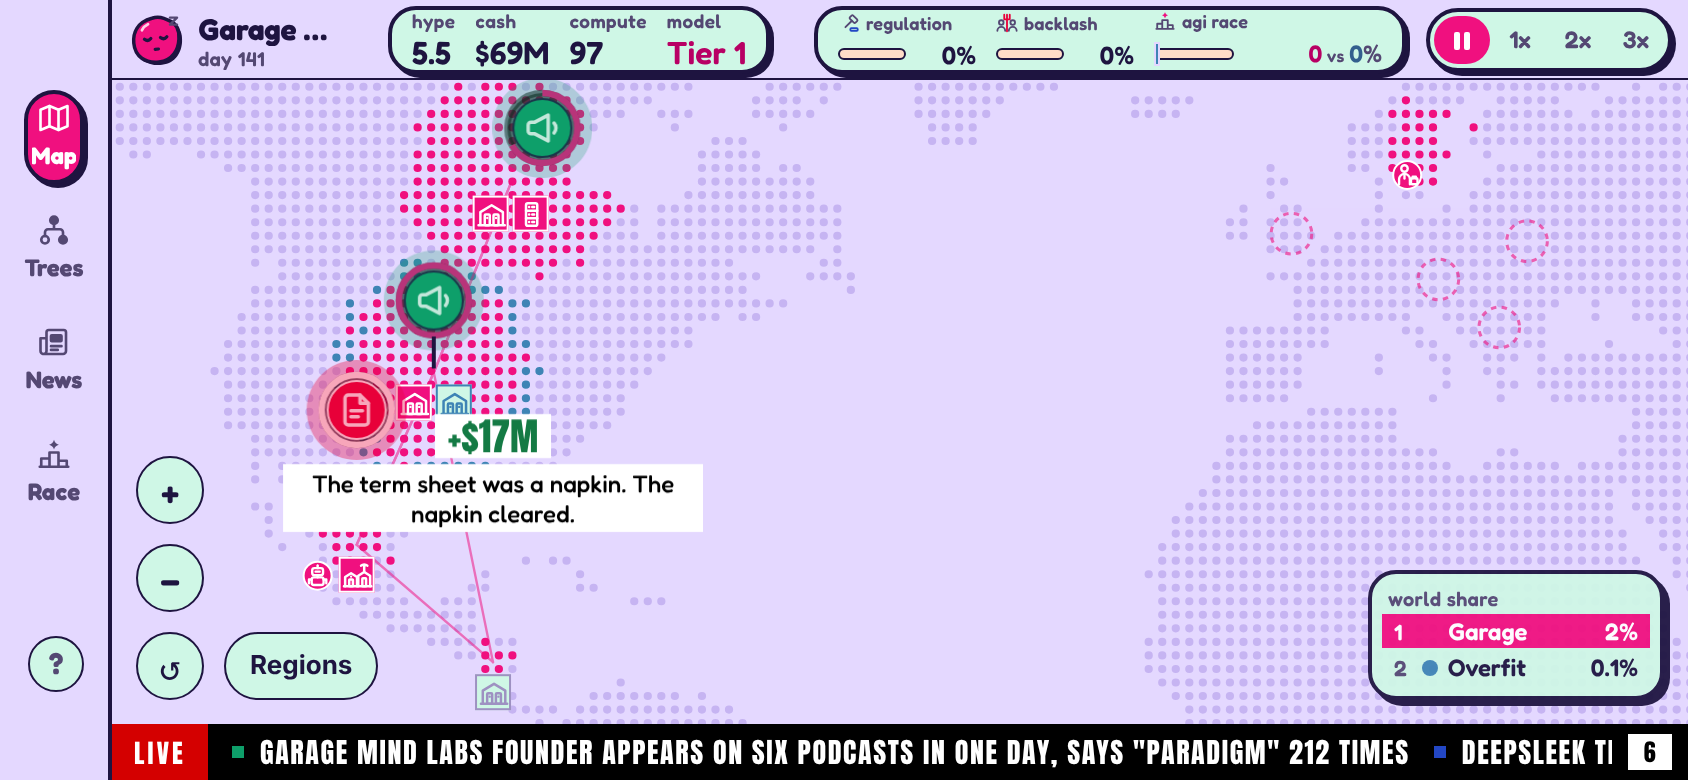 Garage ...
day 141
hype
5.5
cash
$69M
compute
97
model
Tier 1
regulation
0%
backlash
0%
agi race
0 vs 0%
1x
2x
3x
Map
Trees
News
Race
?
+
−
↺
Regions
+$17M
The term sheet was a napkin. The
napkin cleared.
world share
1 Garage 2%
2 Overfit 0.1%
LIVE
GARAGE MIND LABS FOUNDER APPEARS ON SIX PODCASTS IN ONE DAY, SAYS "PARADIGM" 212 TIMES
DEEPSLEEK
6